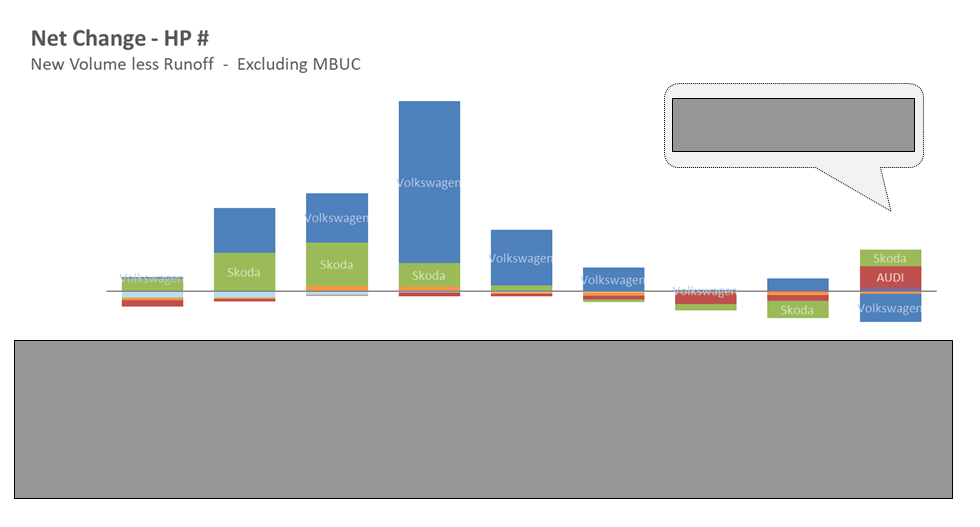 Net Change - HP #
New Volume less Runoff - Excluding MBUC
Volkswagen
Skoda
Volkswagen
Skoda
Volkswagen
Skoda
Volkswagen
Volkswagen
Volkswagen
Skoda
Skoda
AUDI
Volkswagen